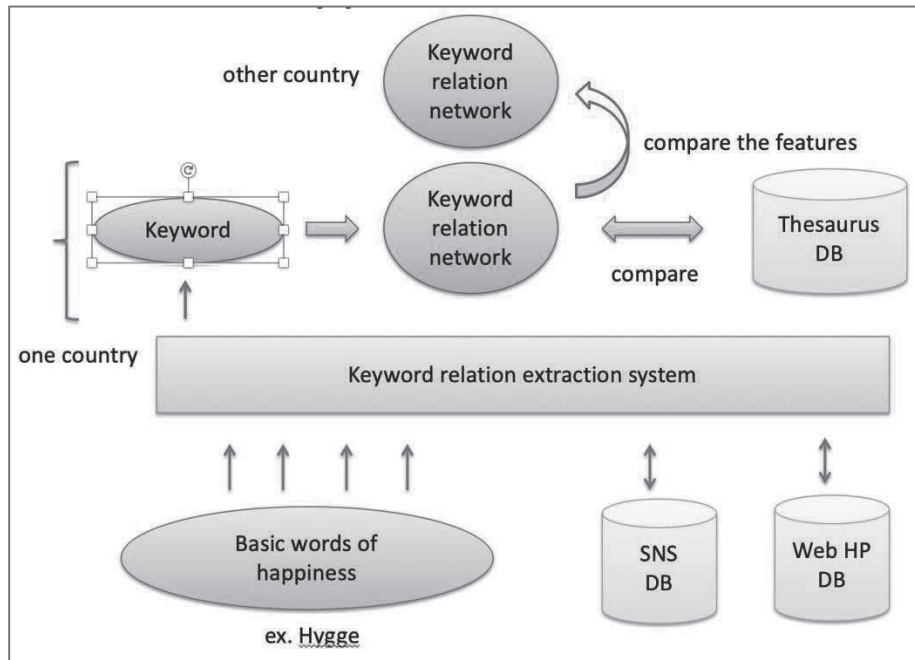 other country
Keyword
relation
network
compare the features
Keyword
Keyword
relation
network
compare
Thesaurus
DB
one country
Keyword relation extraction system
Basic words of
happiness
SNS
DB
Web HP
DB
ex. Hygge